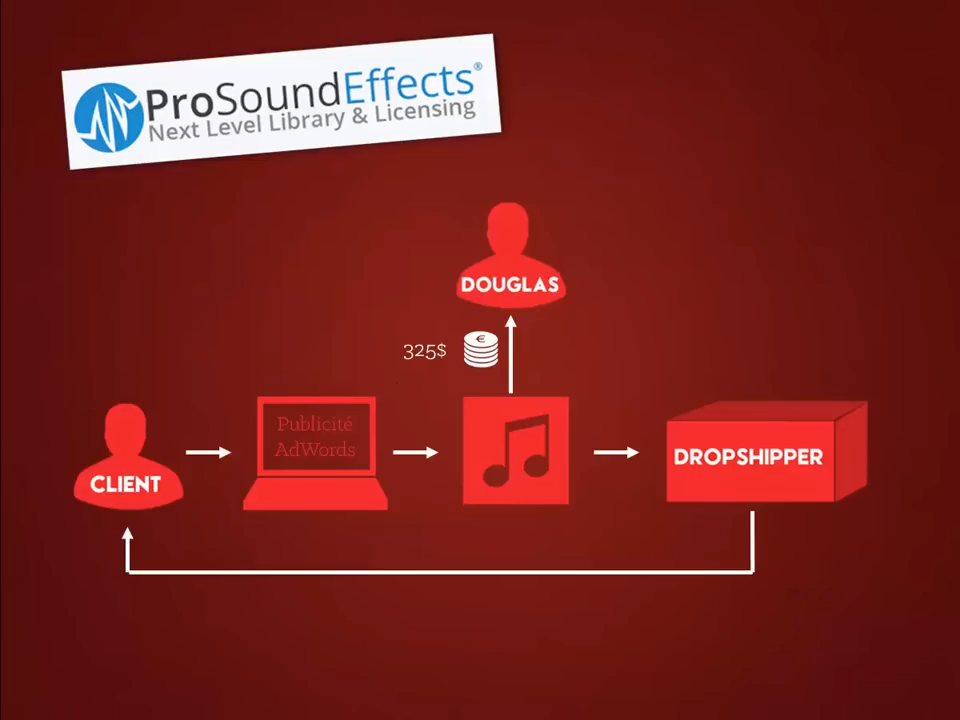 ProSoundEffects®
Next Level Library & Licensing
DOUGLAS
325$
€
Publicité
AdWords
CLIENT
DROPSHIPPER